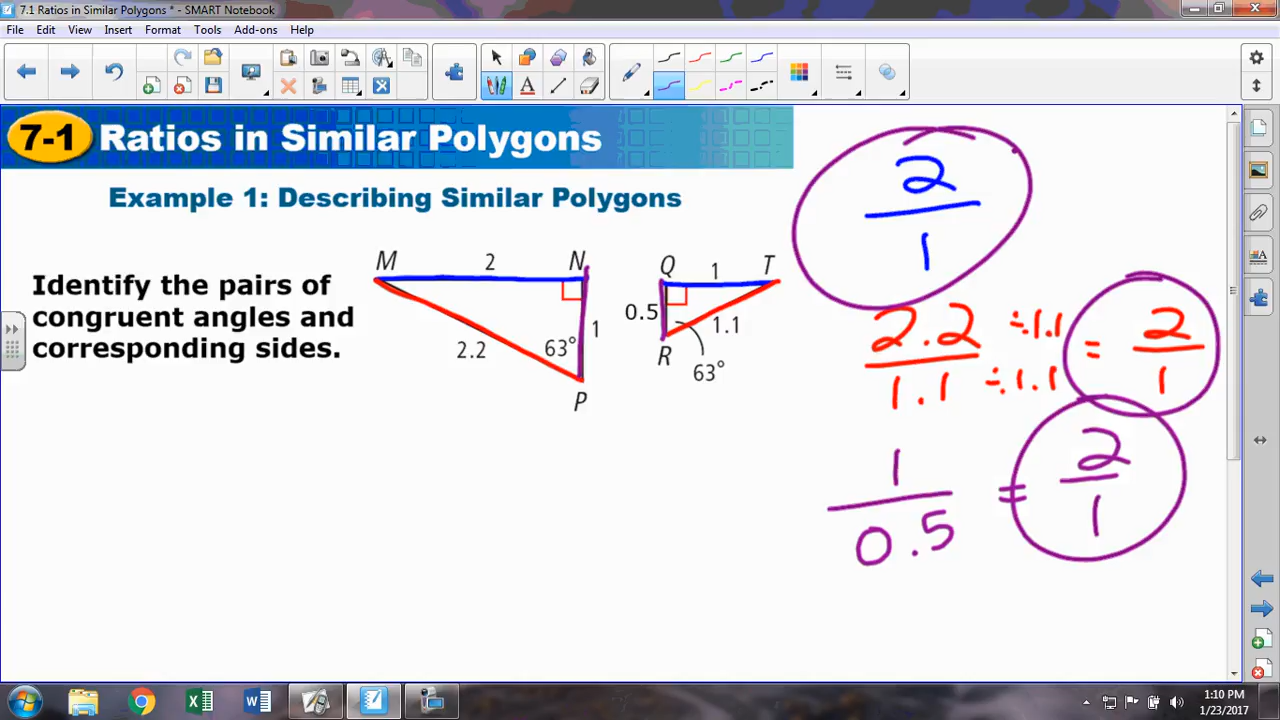 7.1 Ratios in Similar Polygons * - SMART Notebook
File Edit View Insert Format Tools Add-ons Help
7-1 Ratios in Similar Polygons
Example 1: Describing Similar Polygons
Identify the pairs of
congruent angles and
corresponding sides.
M 2 N
1
2.2 63°
P
Q 1 T
0.5 1.1
R 63°
2
1
2.2 ÷1.1 = 2
1.1 ÷1.1 1
1 = 2
0.5 1
1:10 PM
1/23/2017